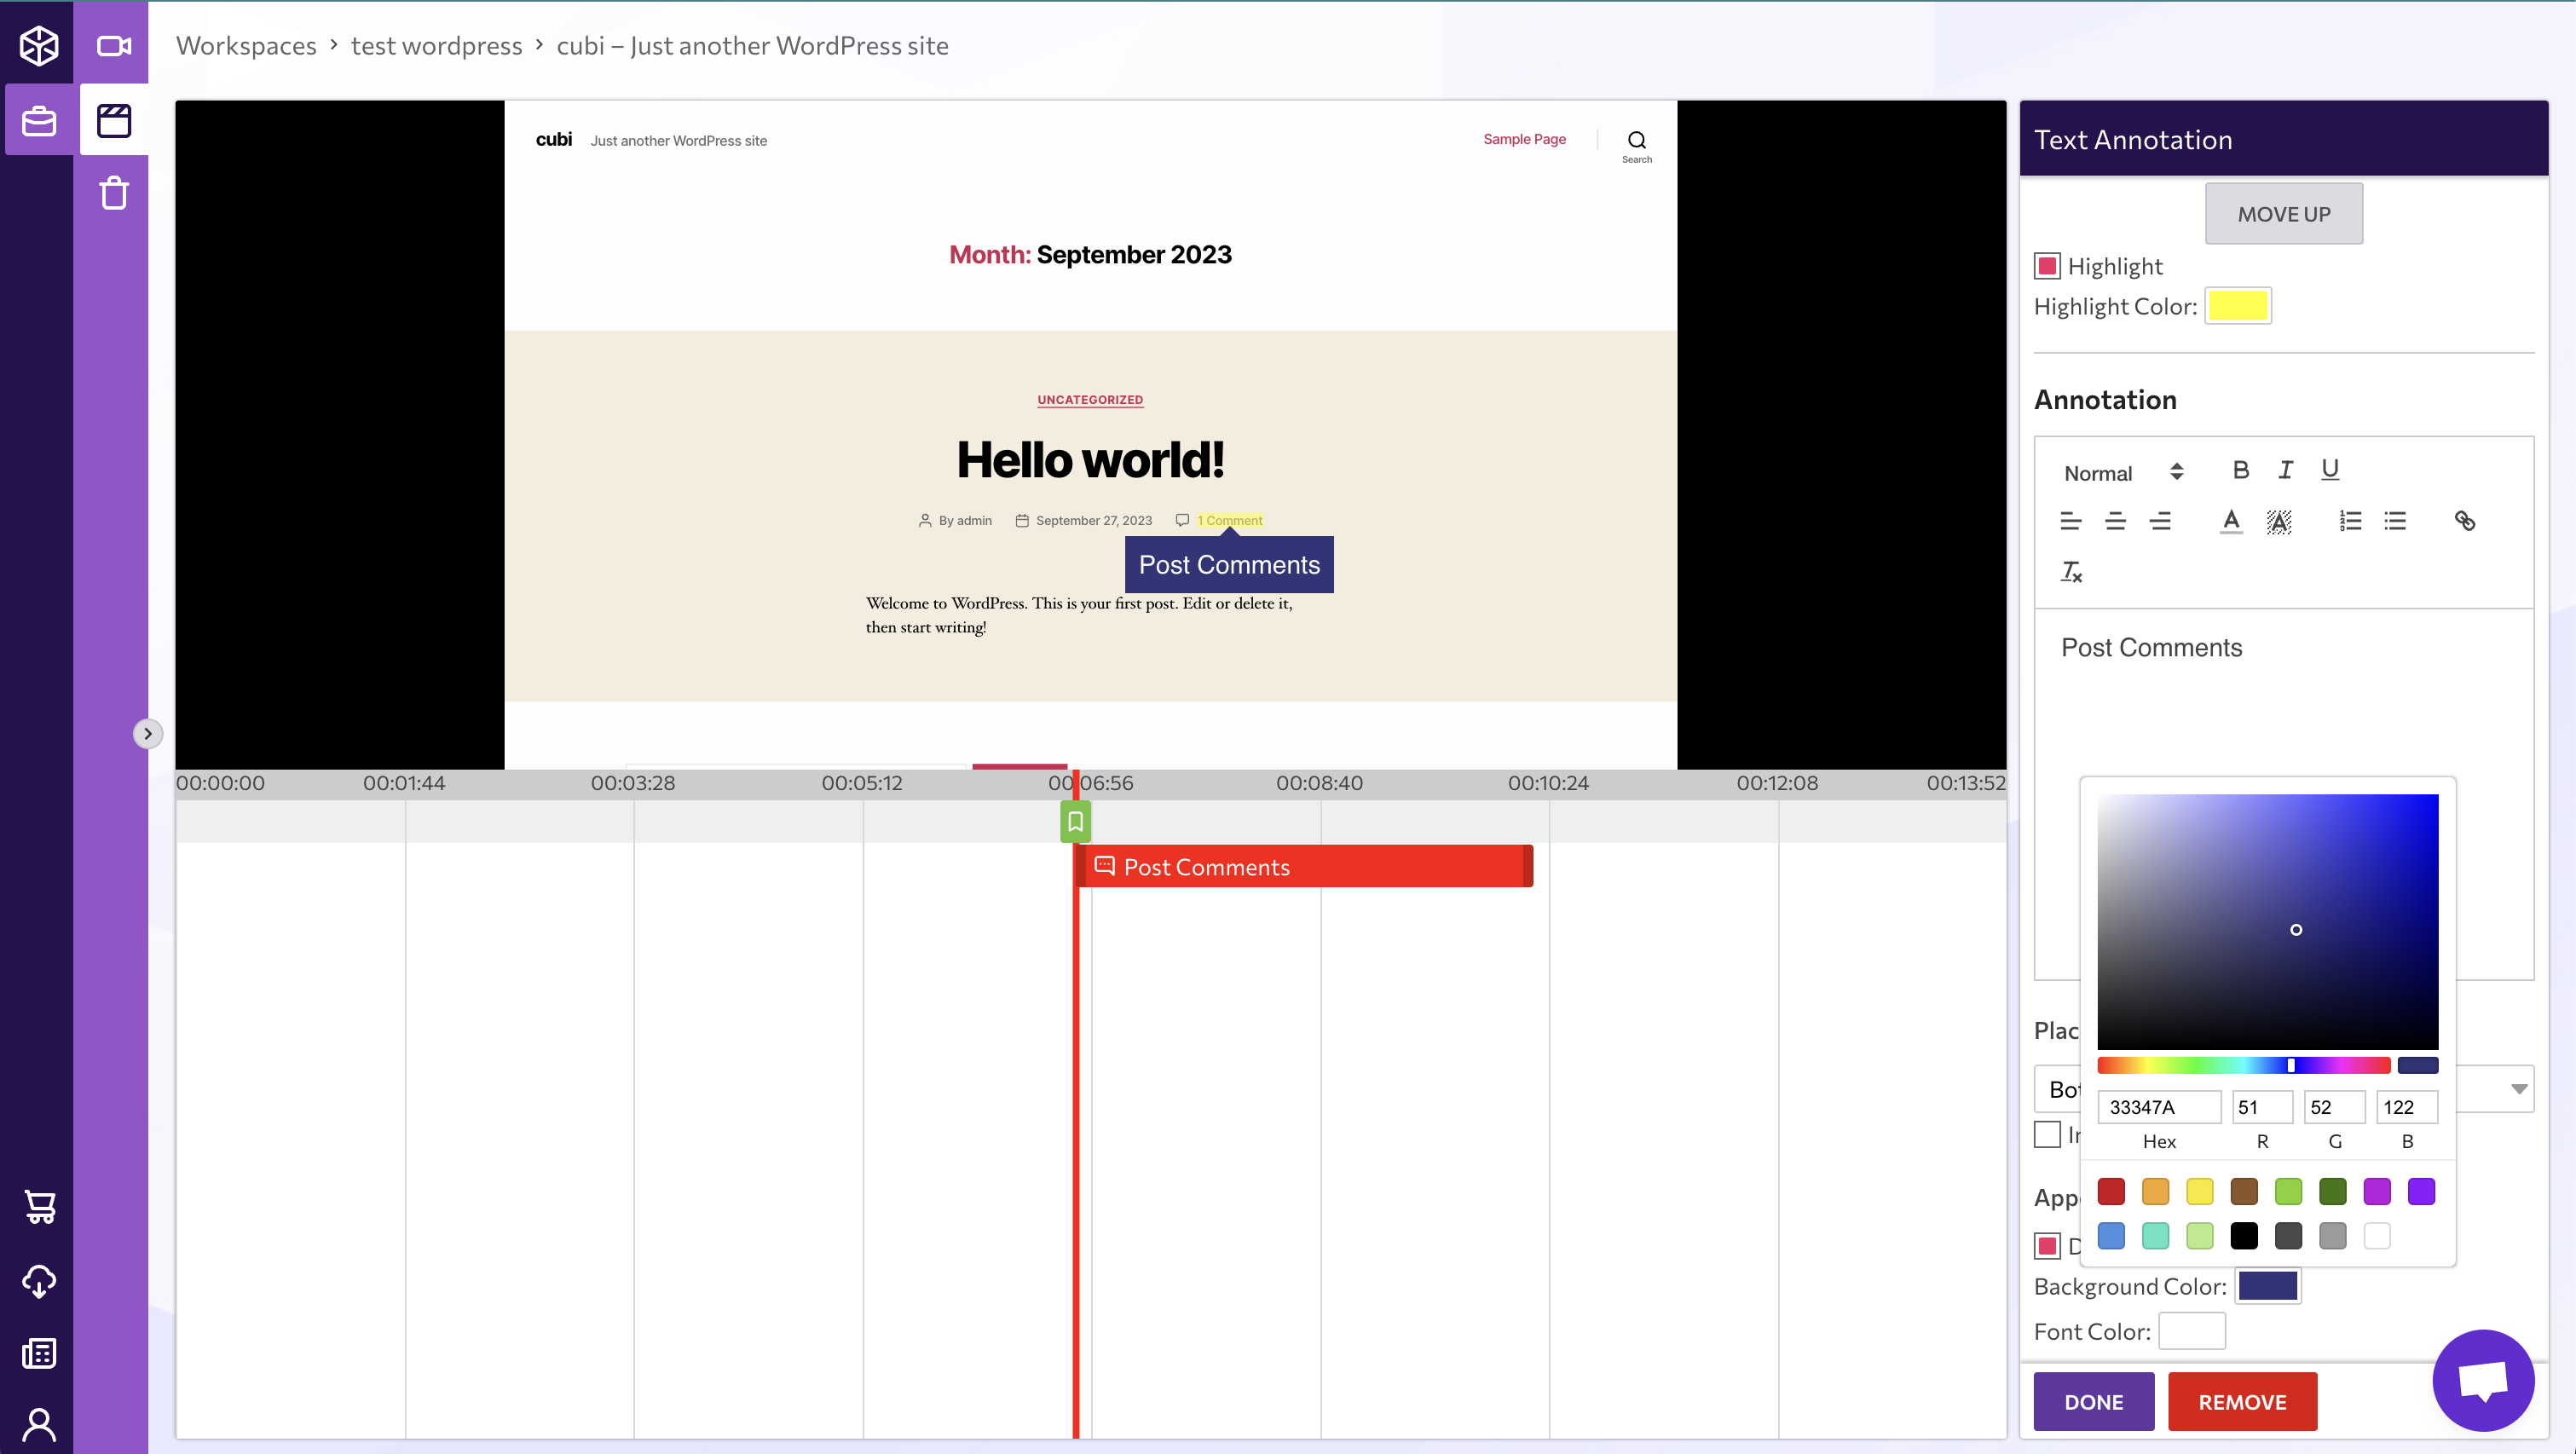 Workspaces › test wordpress › cubi – Just another WordPress site
cubi Just another WordPress site
Sample Page
Search
Month: September 2023
UNCATEGORIZED
Hello world!
By admin September 27, 2023 1 Comment
Post Comments
Welcome to WordPress. This is your first post. Edit or delete it,
then start writing!
00:00:00 00:01:44 00:03:28 00:05:12 00:06:56 00:08:40 00:10:24 00:12:08 00:13:52
Post Comments
Text Annotation
MOVE UP
Highlight
Highlight Color:
Annotation
Normal B I U
Post Comments
Plac
Bot
33347A 51 52 122
Hex R G B
App
D
Background Color:
Font Color:
DONE REMOVE